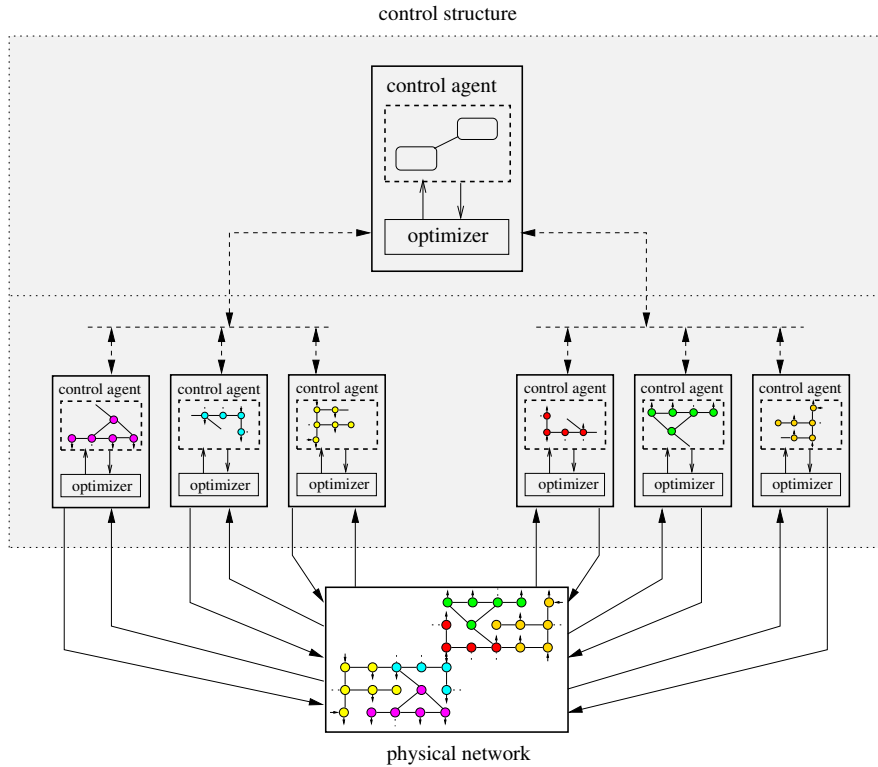 control structure
control agent
optimizer
control agent
control agent
control agent
control agent
control agent
control agent
optimizer
optimizer
optimizer
optimizer
optimizer
optimizer
physical network